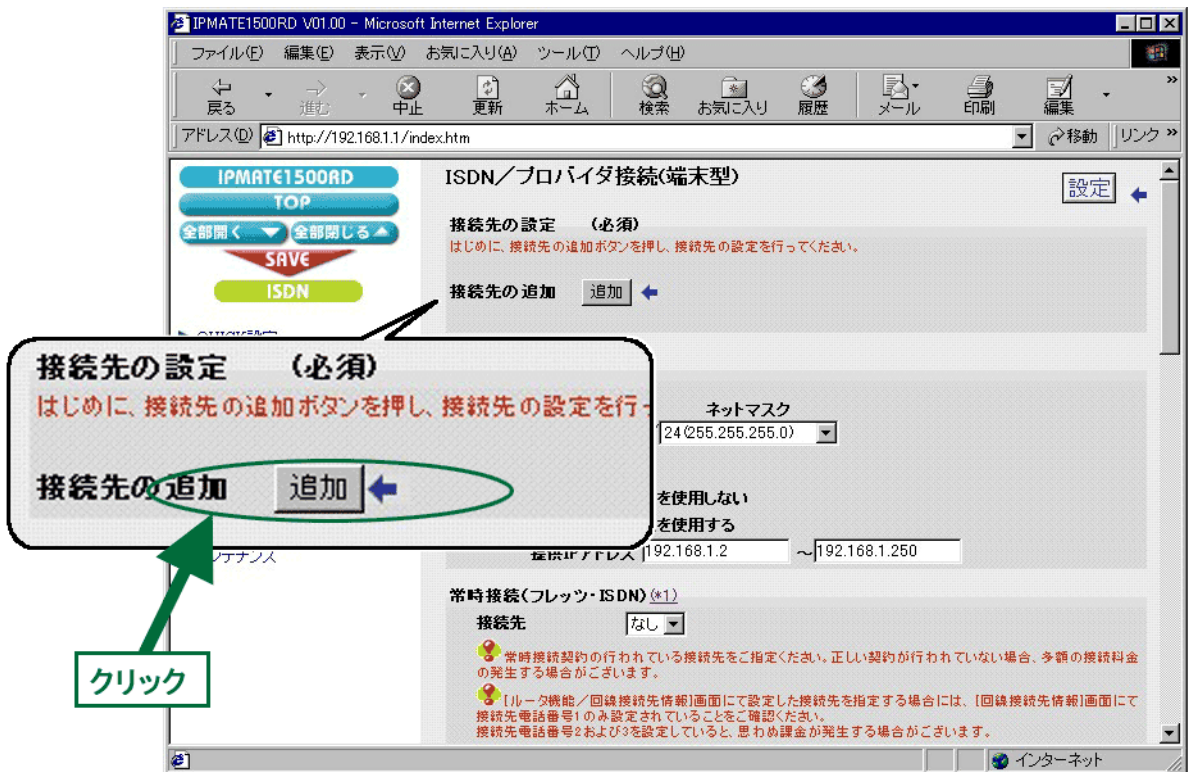 IPMATE1500RD V01.00 - Microsoft Internet Explorer
ファイル(F) 編集(E) 表示(V) お気に入り(A) ツール(T) ヘルプ(H)
戻る 進む 中止 更新 ホーム 検索 お気に入り 履歴 メール 印刷 編集 »
アドレス(D) http://192.168.1.1/index.htm 移動 リンク »
IPMATE1500RD
TOP
全部開く 全部閉じる
SAVE
ISDN
ISDN/プロバイダ接続(端末型)
設定
接続先の設定 (必須)
はじめに、接続先の追加ボタンを押し、接続先の設定を行ってください。
接続先の追加 追加
接続先の設定 (必須)
はじめに、接続先の追加ボタンを押し、接続先の設定を行っ
接続先の追加 追加
クリック
ネットマスク
24(255.255.255.0)
を使用しない
を使用する
提供IPアドレス 192.168.1.2 ~192.168.1.250
常時接続(フレッツ・ISDN) (*1)
接続先 なし
常時接続契約の行われている接続先をご指定ください。正しい契約が行われていない場合、多額の接続料金
の発生する場合がございます。
[ルータ機能/回線接続先情報]画面にて設定した接続先を指定する場合には、[回線接続先情報]画面にて
接続先電話番号1のみ設定されていることをご確認ください。
接続先電話番号2および3を設定していると、思わぬ課金が発生する場合がございます。
インターネット